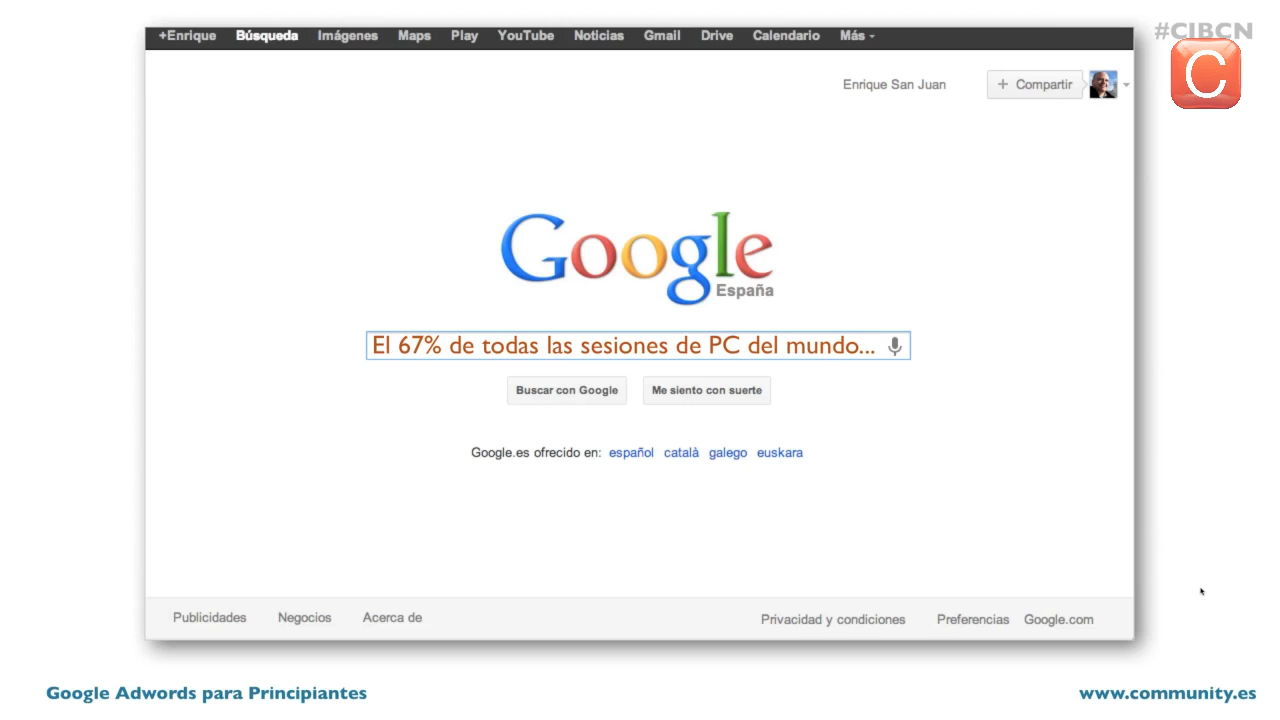 #CIBCN
C
+Enrique Búsqueda Imágenes Maps Play YouTube Noticias Gmail Drive Calendario Más
Enrique San Juan + Compartir
Google
España
El 67% de todas las sesiones de PC del mundo...
Buscar con Google Me siento con suerte
Google.es ofrecido en: español català galego euskara
Publicidades Negocios Acerca de Privacidad y condiciones Preferencias Google.com
Google Adwords para Principiantes www.community.es